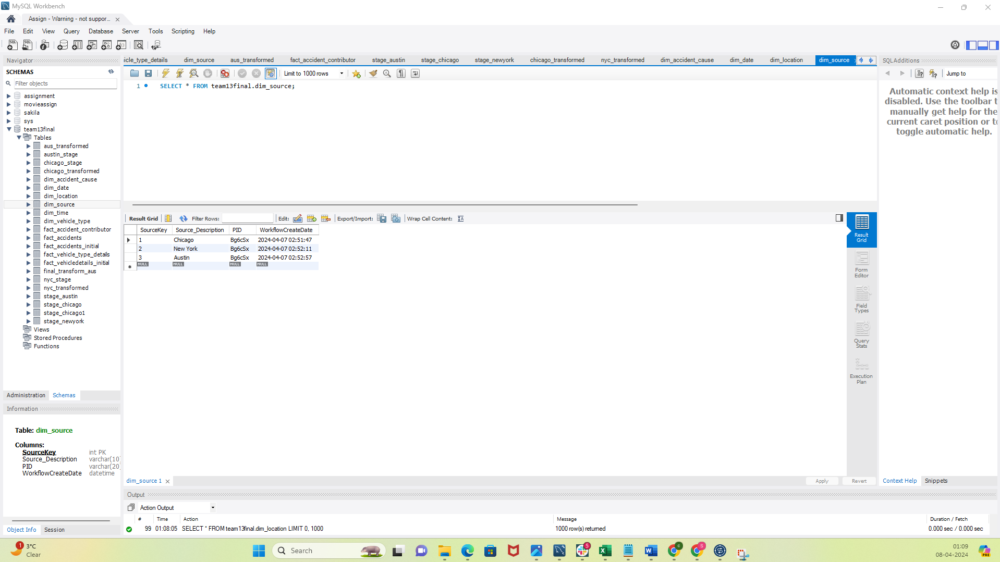 MySQL Workbench
Assign - Warning - not suppor...
File Edit View Query Database Server Tools Scripting Help
Navigator
SCHEMAS
Filter objects
assignment
movieassign
sakila
sys
team13final
Tables
aus_transformed
austin_stage
chicago_stage
chicago_transformed
dim_accident_cause
dim_date
dim_location
dim_source
dim_time
dim_vehicle_type
fact_accident_contributor
fact_accidents
fact_accidents_initial
fact_vehicle_type_details
fact_vehicledetails_initial
final_transform_aus
nyc_stage
nyc_transformed
stage_austin
stage_chicago
stage_chicago1
stage_newyork
Views
Stored Procedures
Functions
Administration Schemas
Information
Table: dim_source
Columns:
SourceKey int PK
Source_Description varchar(10)
PID varchar(20)
WorkflowCreateDate datetime
Object Info Session
icle_type_details dim_source aus_transformed fact_accident_contributor stage_austin stage_chicago stage_newyork chicago_transformed nyc_transformed dim_accident_cause dim_date dim_location dim_source
Limit to 1000 rows
1 SELECT * FROM team13final.dim_source;
Result Grid Filter Rows: Edit: Export/Import: Wrap Cell Content:
SourceKey Source_Description PID WorkflowCreateDate
1 Chicago Bg6cSx 2024-04-07 02:51:47
2 New York Bg6cSx 2024-04-07 02:52:11
3 Austin Bg6cSx 2024-04-07 02:52:57
NULL NULL NULL NULL
Result
Grid
Form
Editor
Field
Types
Query
Stats
Execution
Plan
dim_source 1
Apply Revert
SQLAdditions
Jump to
Automatic context help is
disabled. Use the toolbar t
manually get help for the
current caret position or to
toggle automatic help.
Context Help Snippets
Output
Action Output
# Time Action Message Duration / Fetch
99 01:08:05 SELECT * FROM team13final.dim_location LIMIT 0, 1000 1000 row(s) returned 0.000 sec / 0.000 sec
1
3°C
Clear
Search
5
c
S
PRE
01:09
08-04-2024